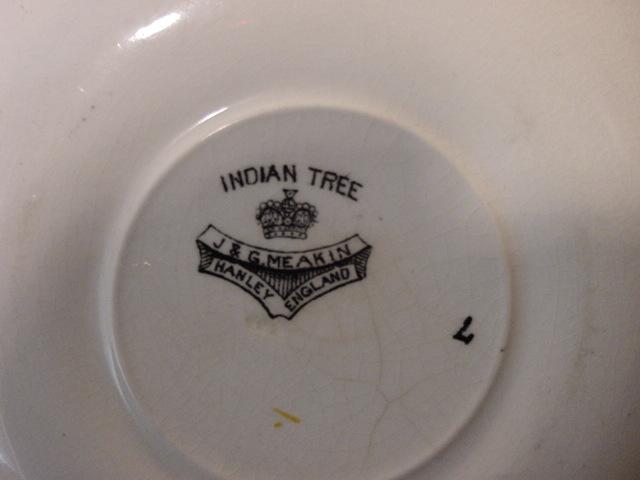 INDIAN TREE
J & G. MEAKIN
HANLEY ENGLAND
L